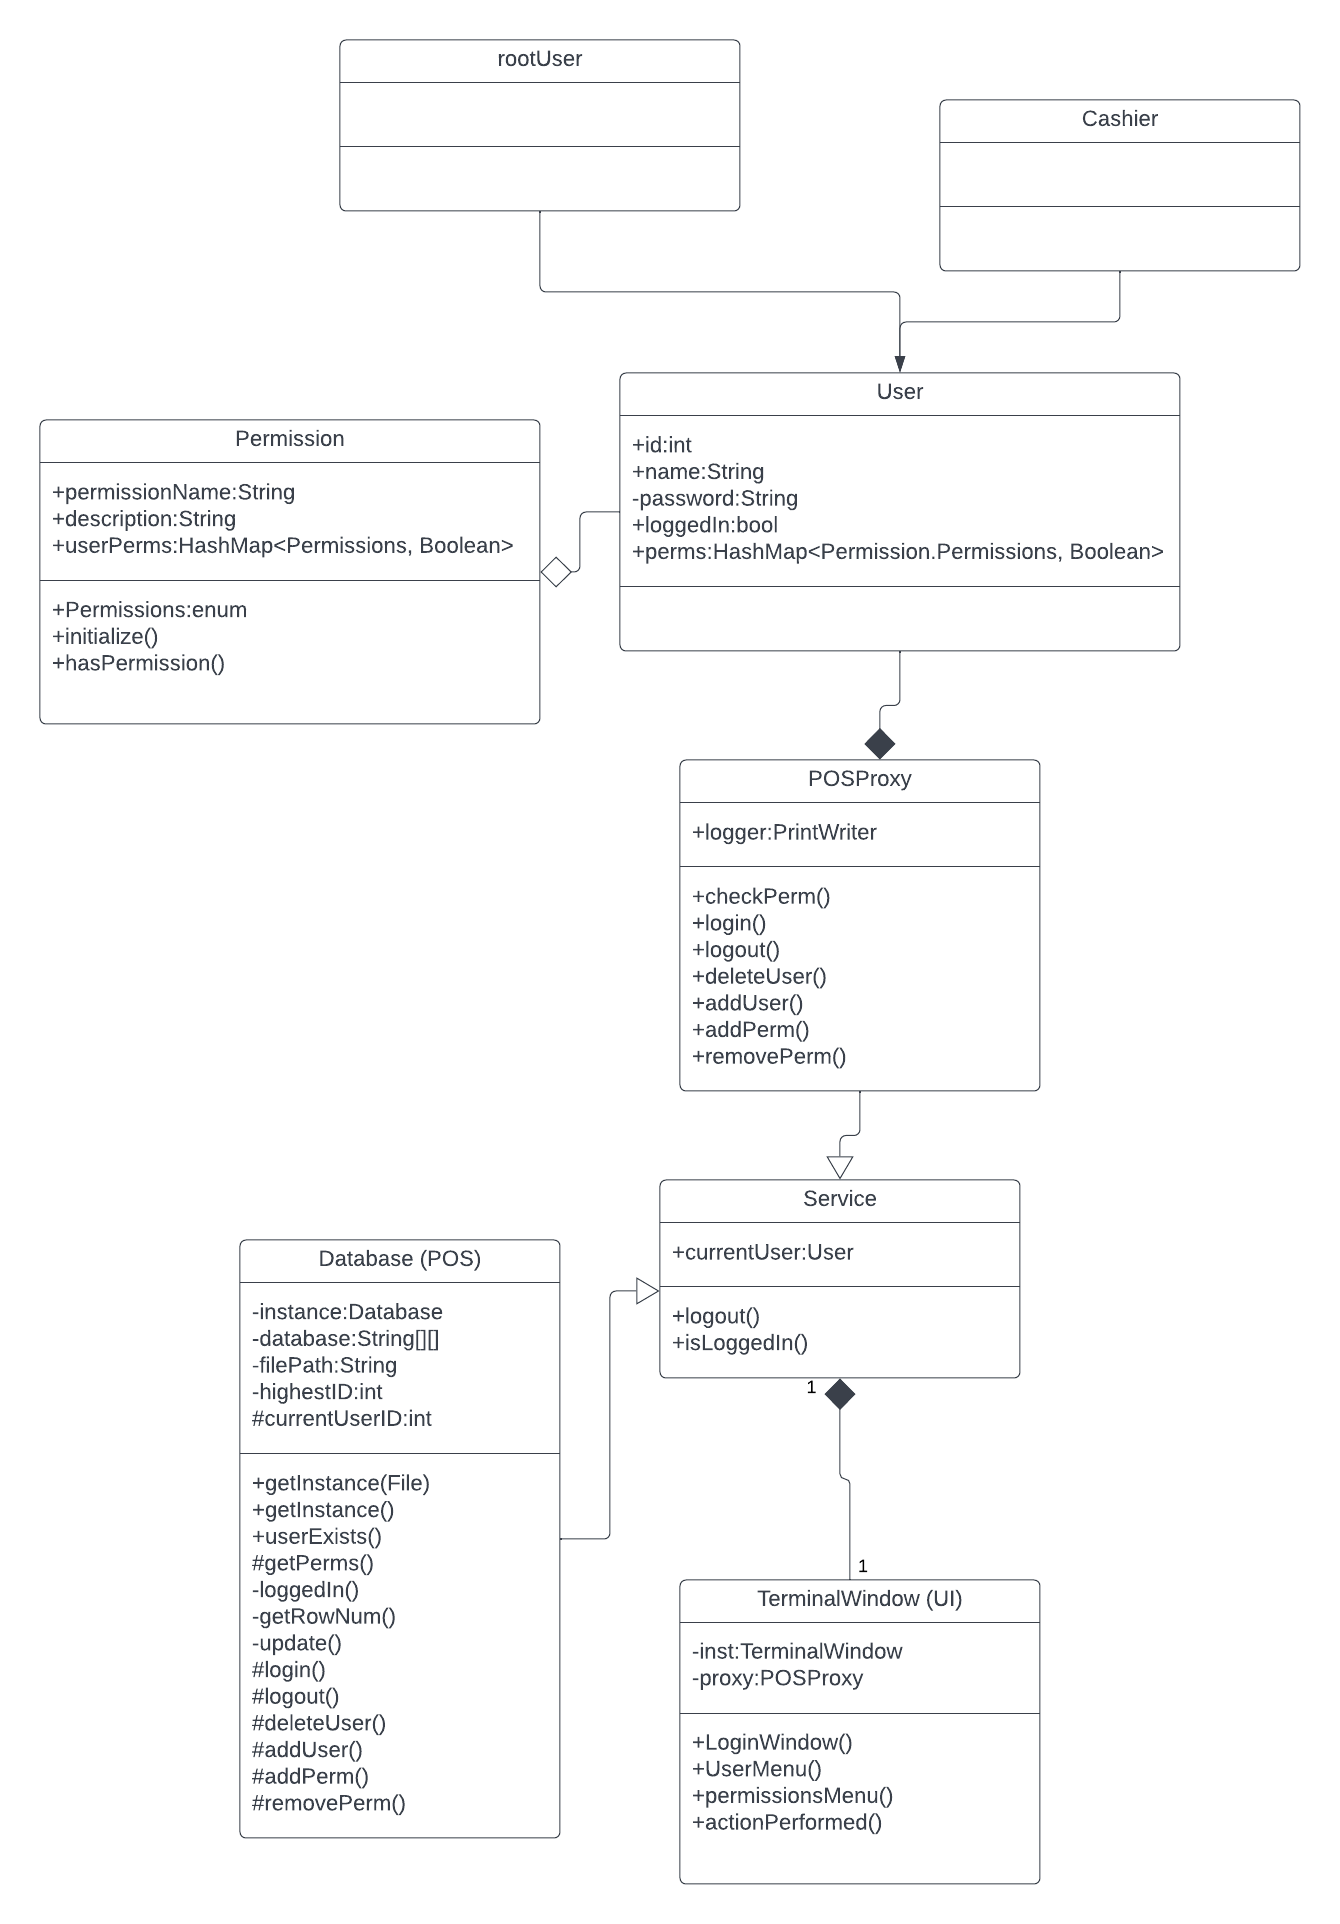 rootUser
Cashier
User
+id:int
+name:String
-password:String
+loggedIn:bool
+perms:HashMap<Permission.Permissions, Boolean>
Permission
+permissionName:String
+description:String
+userPerms:HashMap<Permissions, Boolean>
+Permissions:enum
+initialize()
+hasPermission()
POSProxy
+logger:PrintWriter
+checkPerm()
+login()
+logout()
+deleteUser()
+addUser()
+addPerm()
+removePerm()
Service
+currentUser:User
+logout()
+isLoggedIn()
1
1
Database (POS)
-instance:Database
-database:String[][]
-filePath:String
-highestID:int
#currentUserID:int
+getInstance(File)
+getInstance()
+userExists()
#getPerms()
-loggedIn()
-getRowNum()
-update()
#login()
#logout()
#deleteUser()
#addUser()
#addPerm()
#removePerm()
TerminalWindow (UI)
-inst:TerminalWindow
-proxy:POSProxy
+LoginWindow()
+UserMenu()
+permissionsMenu()
+actionPerformed()